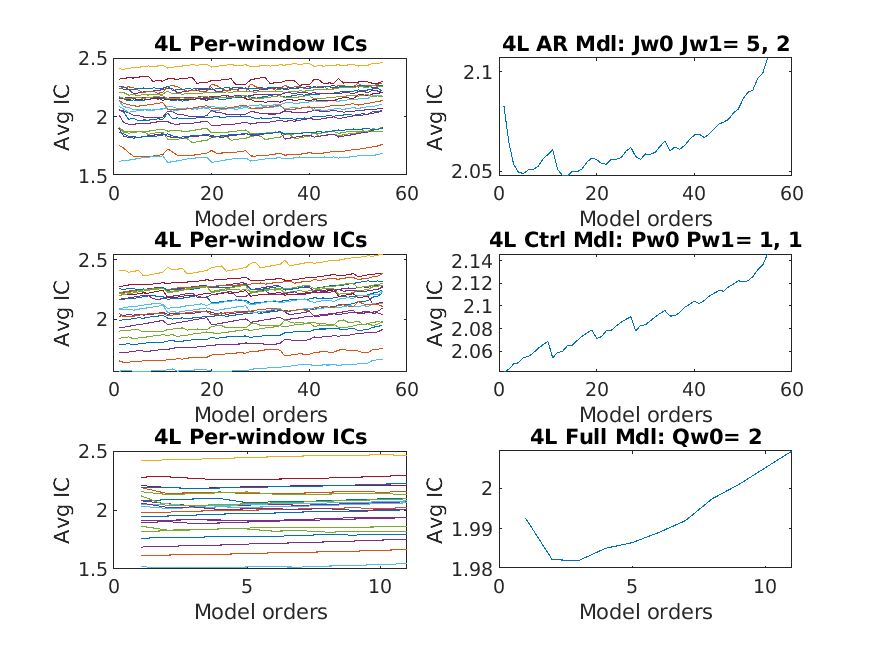 4L Per-window ICs
2.5
2
1.5
Avg IC
0 20 40 60
Model orders
4L AR Mdl: Jw0 Jw1= 5, 2
2.1
2.05
Avg IC
0 20 40 60
Model orders
4L Per-window ICs
2.5
2
Avg IC
0 20 40 60
Model orders
4L Ctrl Mdl: Pw0 Pw1= 1, 1
2.14
2.12
2.1
2.08
2.06
Avg IC
0 20 40 60
Model orders
4L Per-window ICs
2.5
2
1.5
Avg IC
0 5 10
Model orders
4L Full Mdl: Qw0= 2
2
1.99
1.98
Avg IC
0 5 10
Model orders